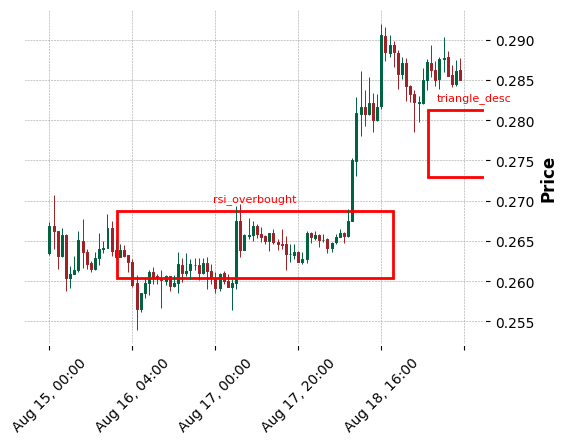 0.290
0.285
triangle_desc
0.280
0.275
Price
rsi_overbought
0.270
0.265
0.260
0.255
Aug 15, 00:00
Aug 16, 04:00
Aug 17, 00:00
Aug 17, 20:00
Aug 18, 16:00